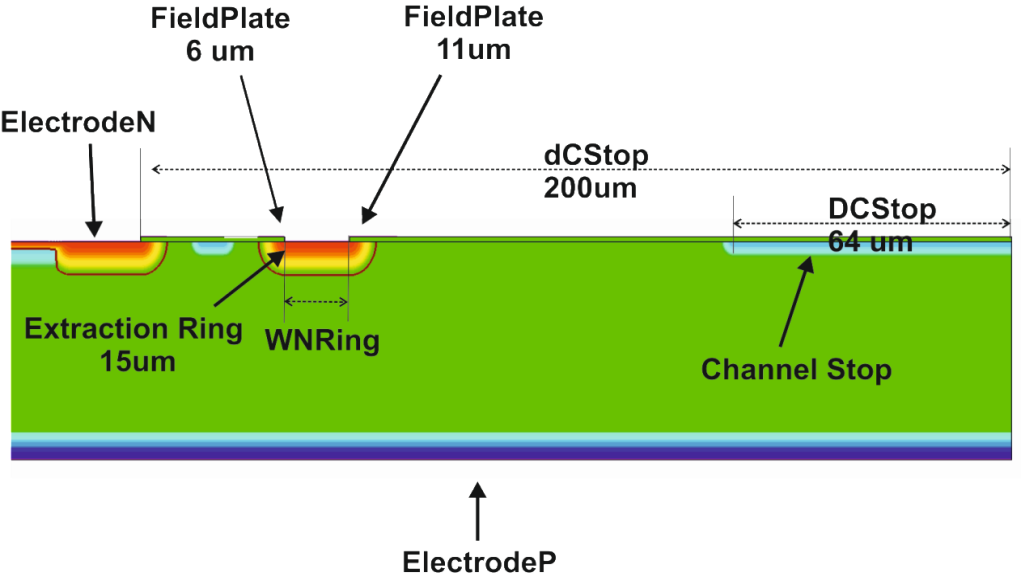 FieldPlate
6 um
FieldPlate
11um
ElectrodeN
dCStop
200um
DCStop
64 um
Extraction Ring
15um
WNRing
Channel Stop
ElectrodeP